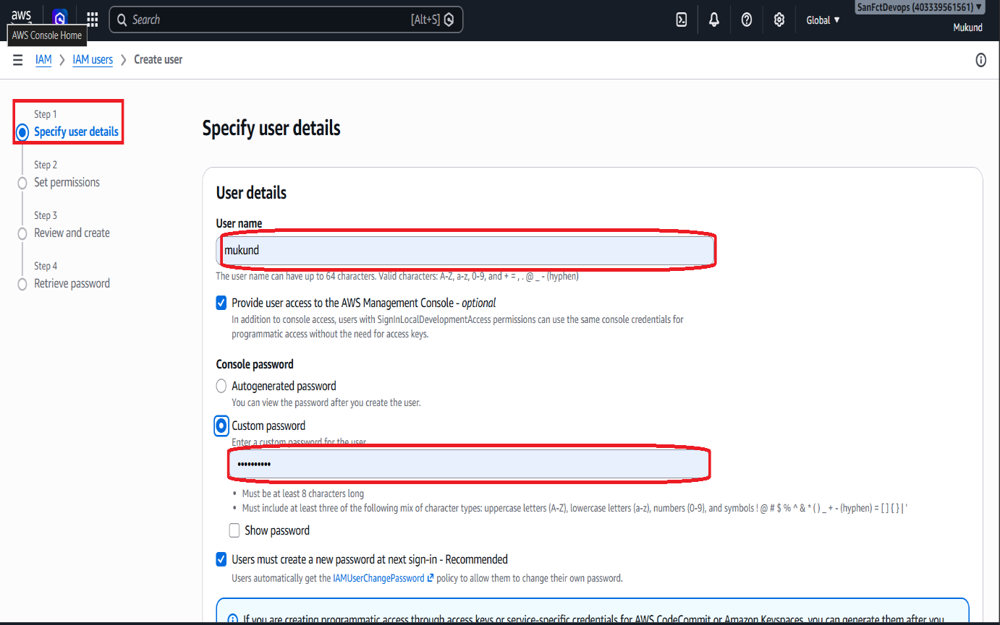 aws
Search
[Alt+S]
Global ▼
SanFctDevops (403339561561) ▼
Mukund
AWS Console Home
IAM > IAM users > Create user
Step 1
Specify user details
Step 2
Set permissions
Step 3
Review and create
Step 4
Retrieve password
Specify user details
User details
User name
mukund
The user name can have up to 64 characters. Valid characters: A-Z, a-z, 0-9, and + = , . @ _ - (hyphen)
Provide user access to the AWS Management Console - optional
In addition to console access, users with SignInLocalDevelopmentAccess permissions can use the same console credentials for
programmatic access without the need for access keys.
Console password
Autogenerated password
You can view the password after you create the user.
Custom password
Enter a custom password for the user.
••••••••••
• Must be at least 8 characters long
• Must include at least three of the following mix of character types: uppercase letters (A-Z), lowercase letters (a-z), numbers (0-9), and symbols ! @ # $ % ^ & * ( ) _ + - (hyphen) = [ ] { } | '
Show password
Users must create a new password at next sign-in - Recommended
Users automatically get the IAMUserChangePassword policy to allow them to change their own password.
If you are creating programmatic access through access keys or service-specific credentials for AWS CodeCommit or Amazon Keyspaces, you can generate them after you